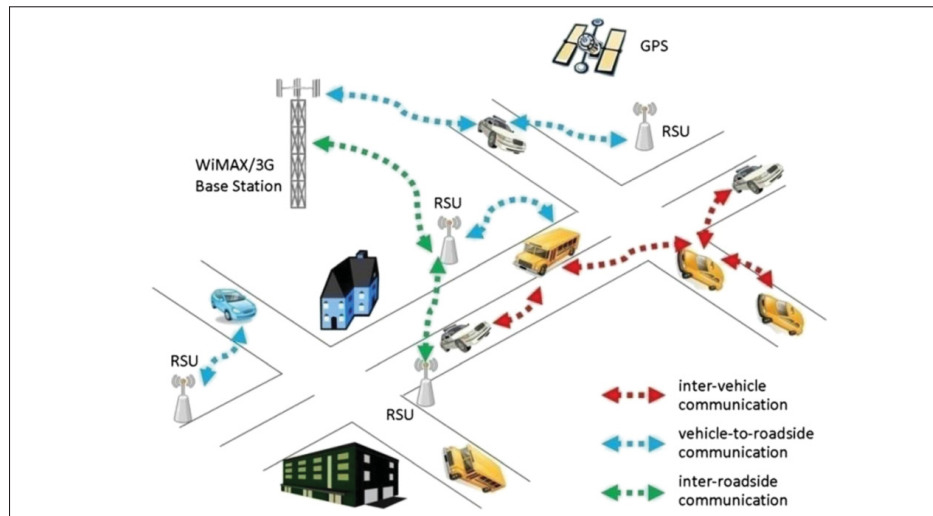 GPS
RSU
WiMAX/3G
Base Station
RSU
RSU
RSU
inter-vehicle
communication
vehicle-to-roadside
communication
inter-roadside
communication